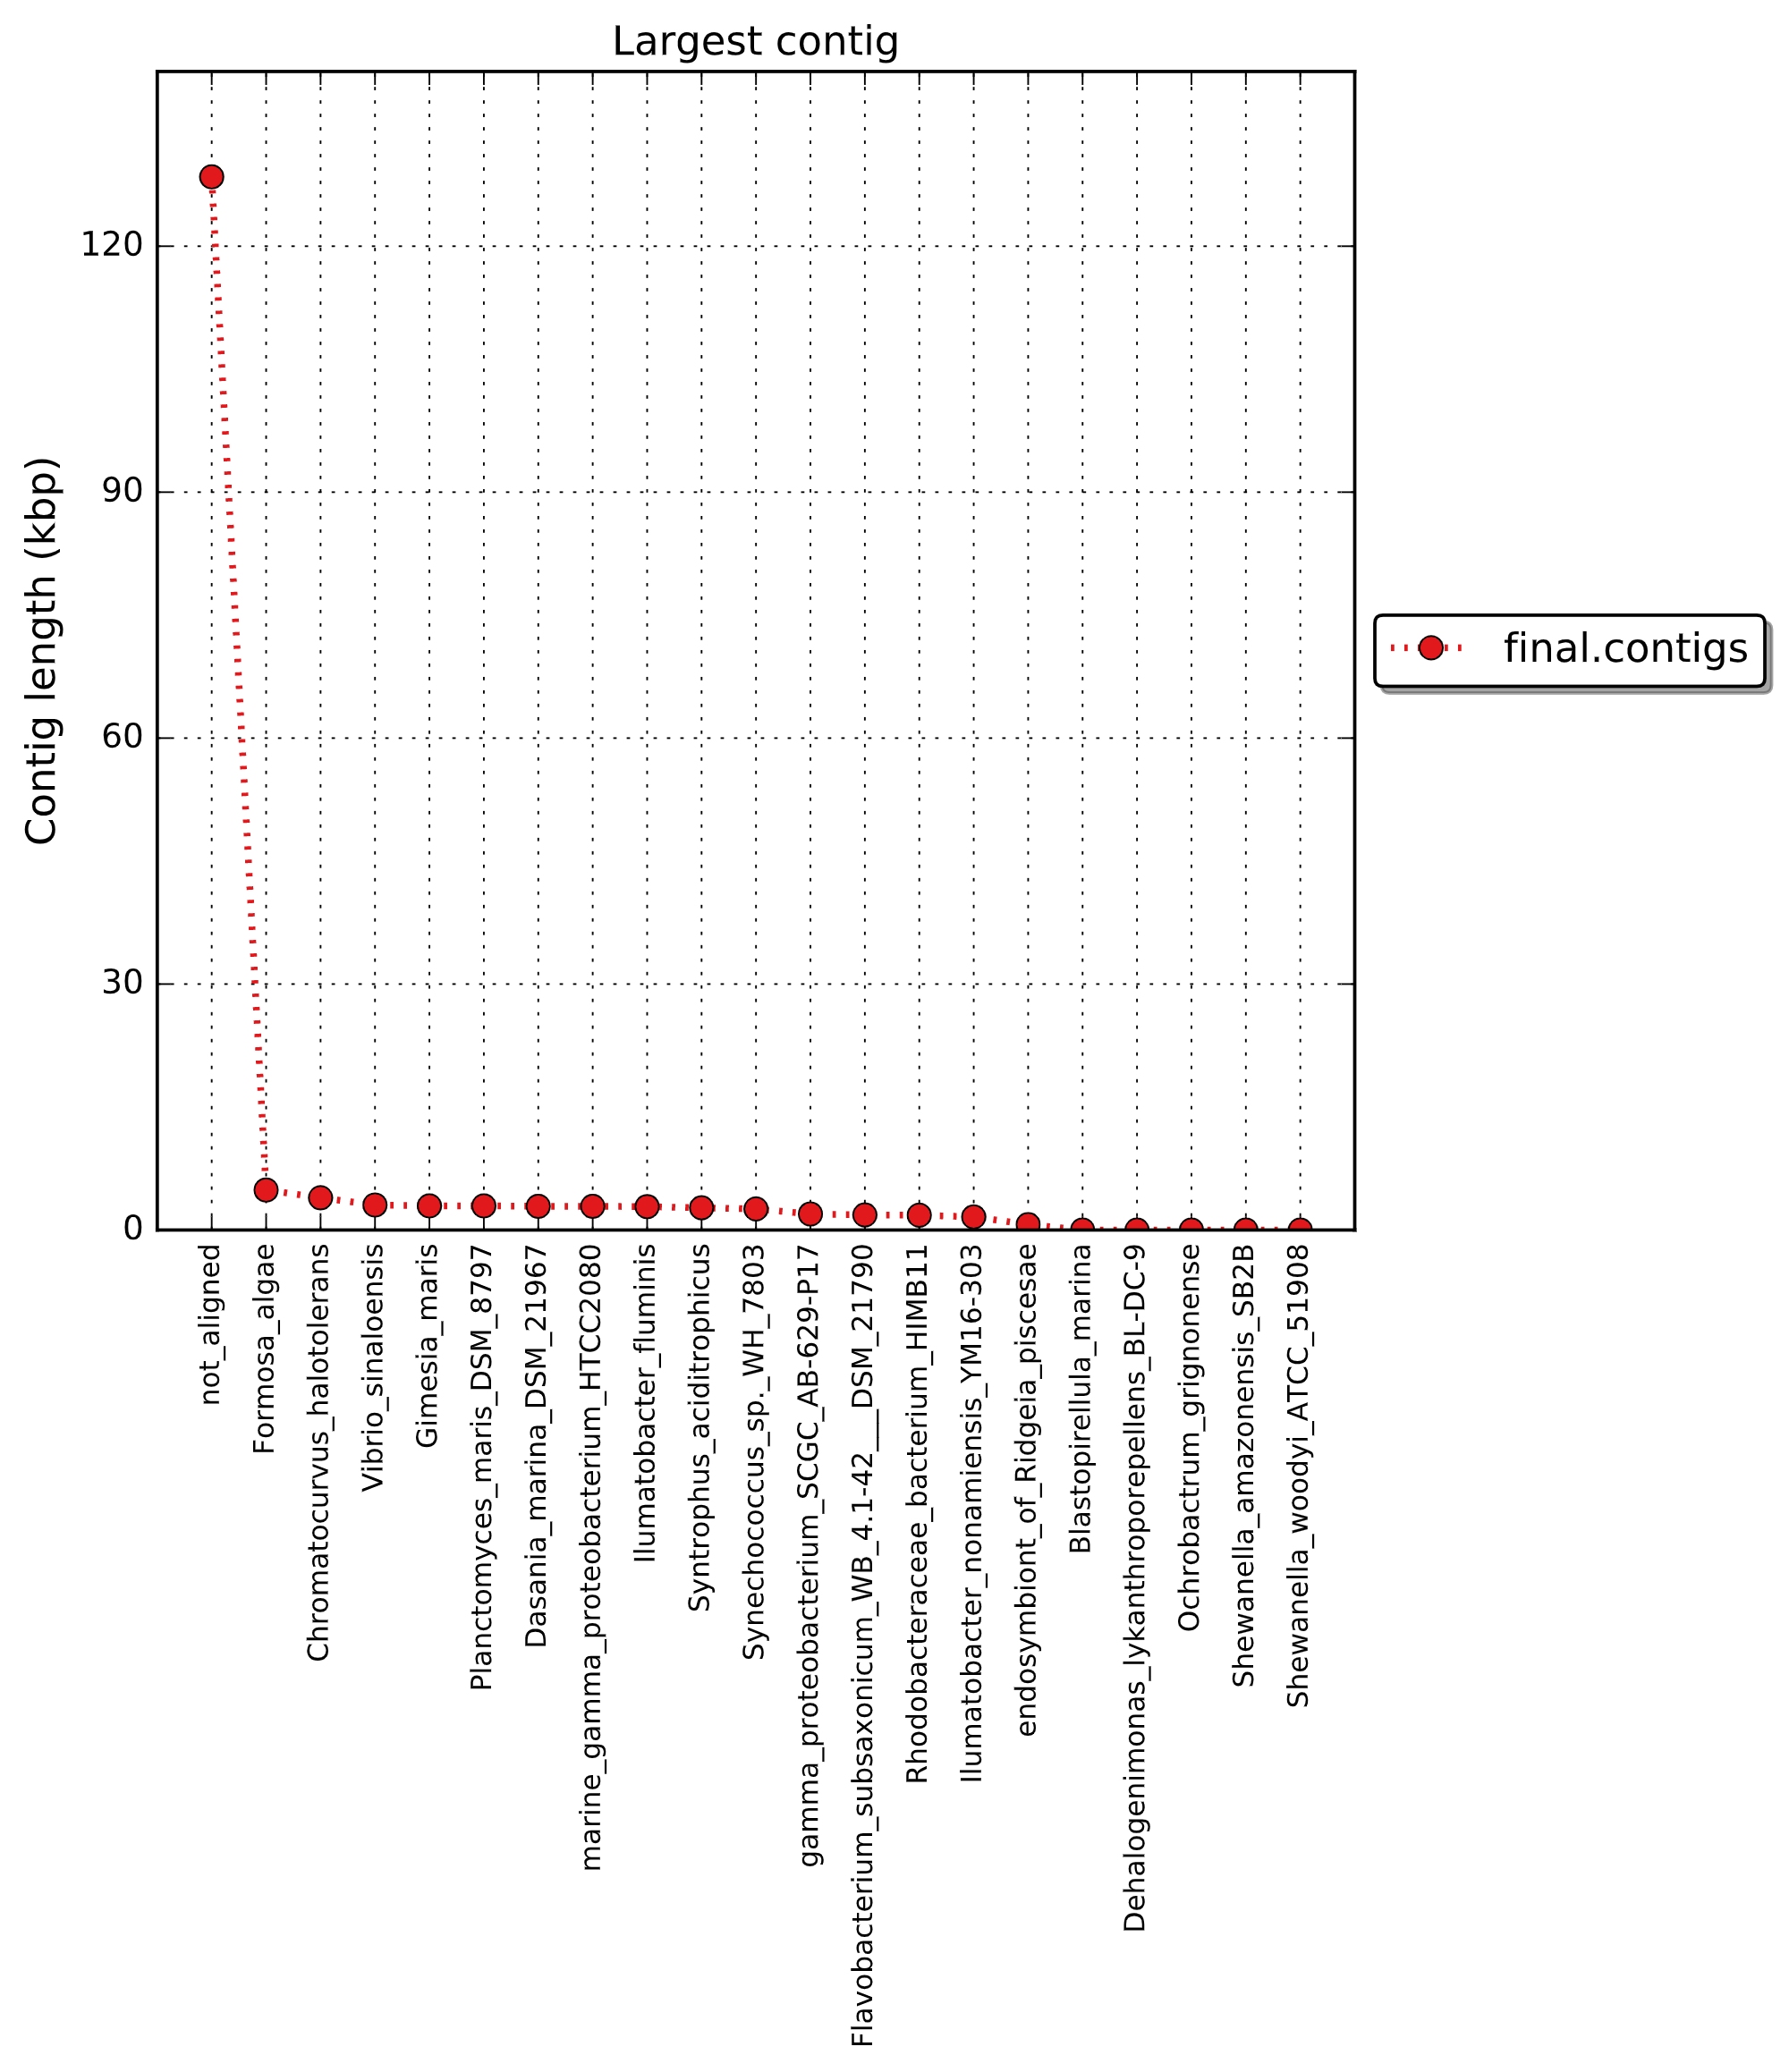 Largest contig
Contig length (kbp)
120
90
60
30
0
final.contigs
not_aligned
Formosa_algae
Chromatocurvus_halotolerans
Vibrio_sinaloensis
Gimesia_maris
Planctomyces_maris_DSM_8797
Dasania_marina_DSM_21967
marine_gamma_proteobacterium_HTCC2080
Ilumatobacter_fluminis
Syntrophus_aciditrophicus
Synechococcus_sp._WH_7803
gamma_proteobacterium_SCGC_AB-629-P17
Flavobacterium_subsaxonicum_WB_4.1-42___DSM_21790
Rhodobacteraceae_bacterium_HIMB11
Ilumatobacter_nonamiensis_YM16-303
endosymbiont_of_Ridgeia_piscesae
Blastopirellula_marina
Dehalogenimonas_lykanthroporepellens_BL-DC-9
Ochrobactrum_grignonense
Shewanella_amazonensis_SB2B
Shewanella_woodyi_ATCC_51908